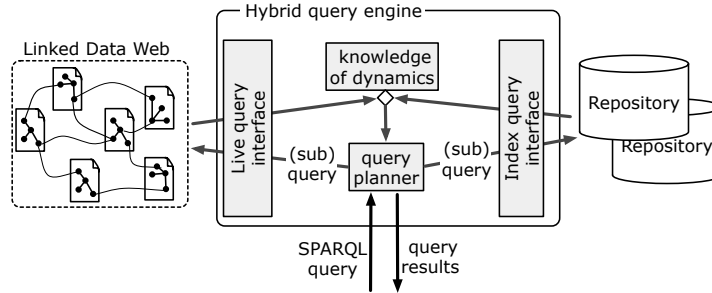 Hybrid query engine
Linked Data Web
Live query
interface
knowledge
of dynamics
Index query
interface
Repository
Repository
(sub)
query
query
planner
(sub)
query
SPARQL
query
query
results